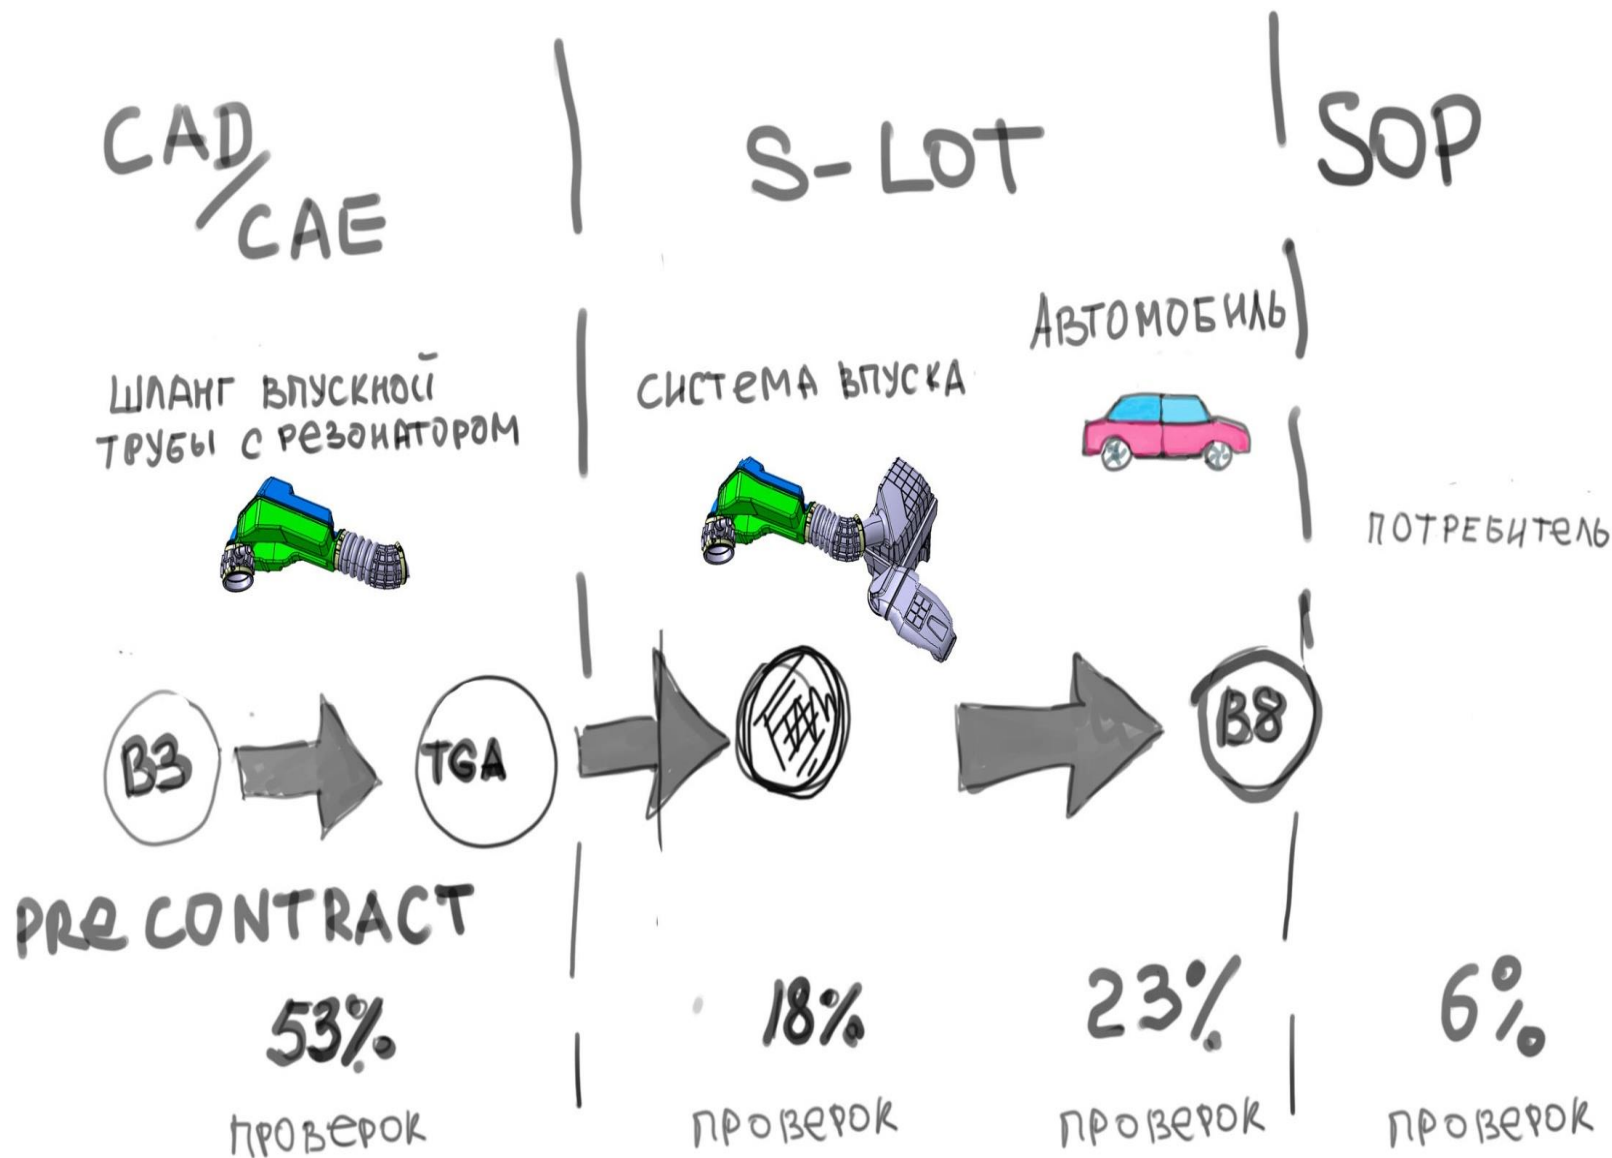 CAD/
CAE
S-LOT
SOP
ШЛАНГ ВПУСКНОЙ
ТРУБЫ С РЕЗОНАТОРОМ
СИСТЕМА ВПУСКА
АВТОМОБИЛЬ
ПОТРЕБИТЕЛЬ
B3
TGA
B8
PRE CONTRACT
53%
18%
23%
6%
ПРОВЕРОК
ПРОВЕРОК
ПРОВЕРОК
ПРОВЕРОК